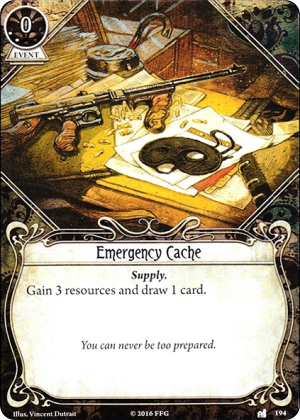 0
EVENT
Emergency Cache
Supply.
Gain 3 resources and draw 1 card.
You can never be too prepared.
Illus. Vincent Dutrait
© 2016 FFG
194